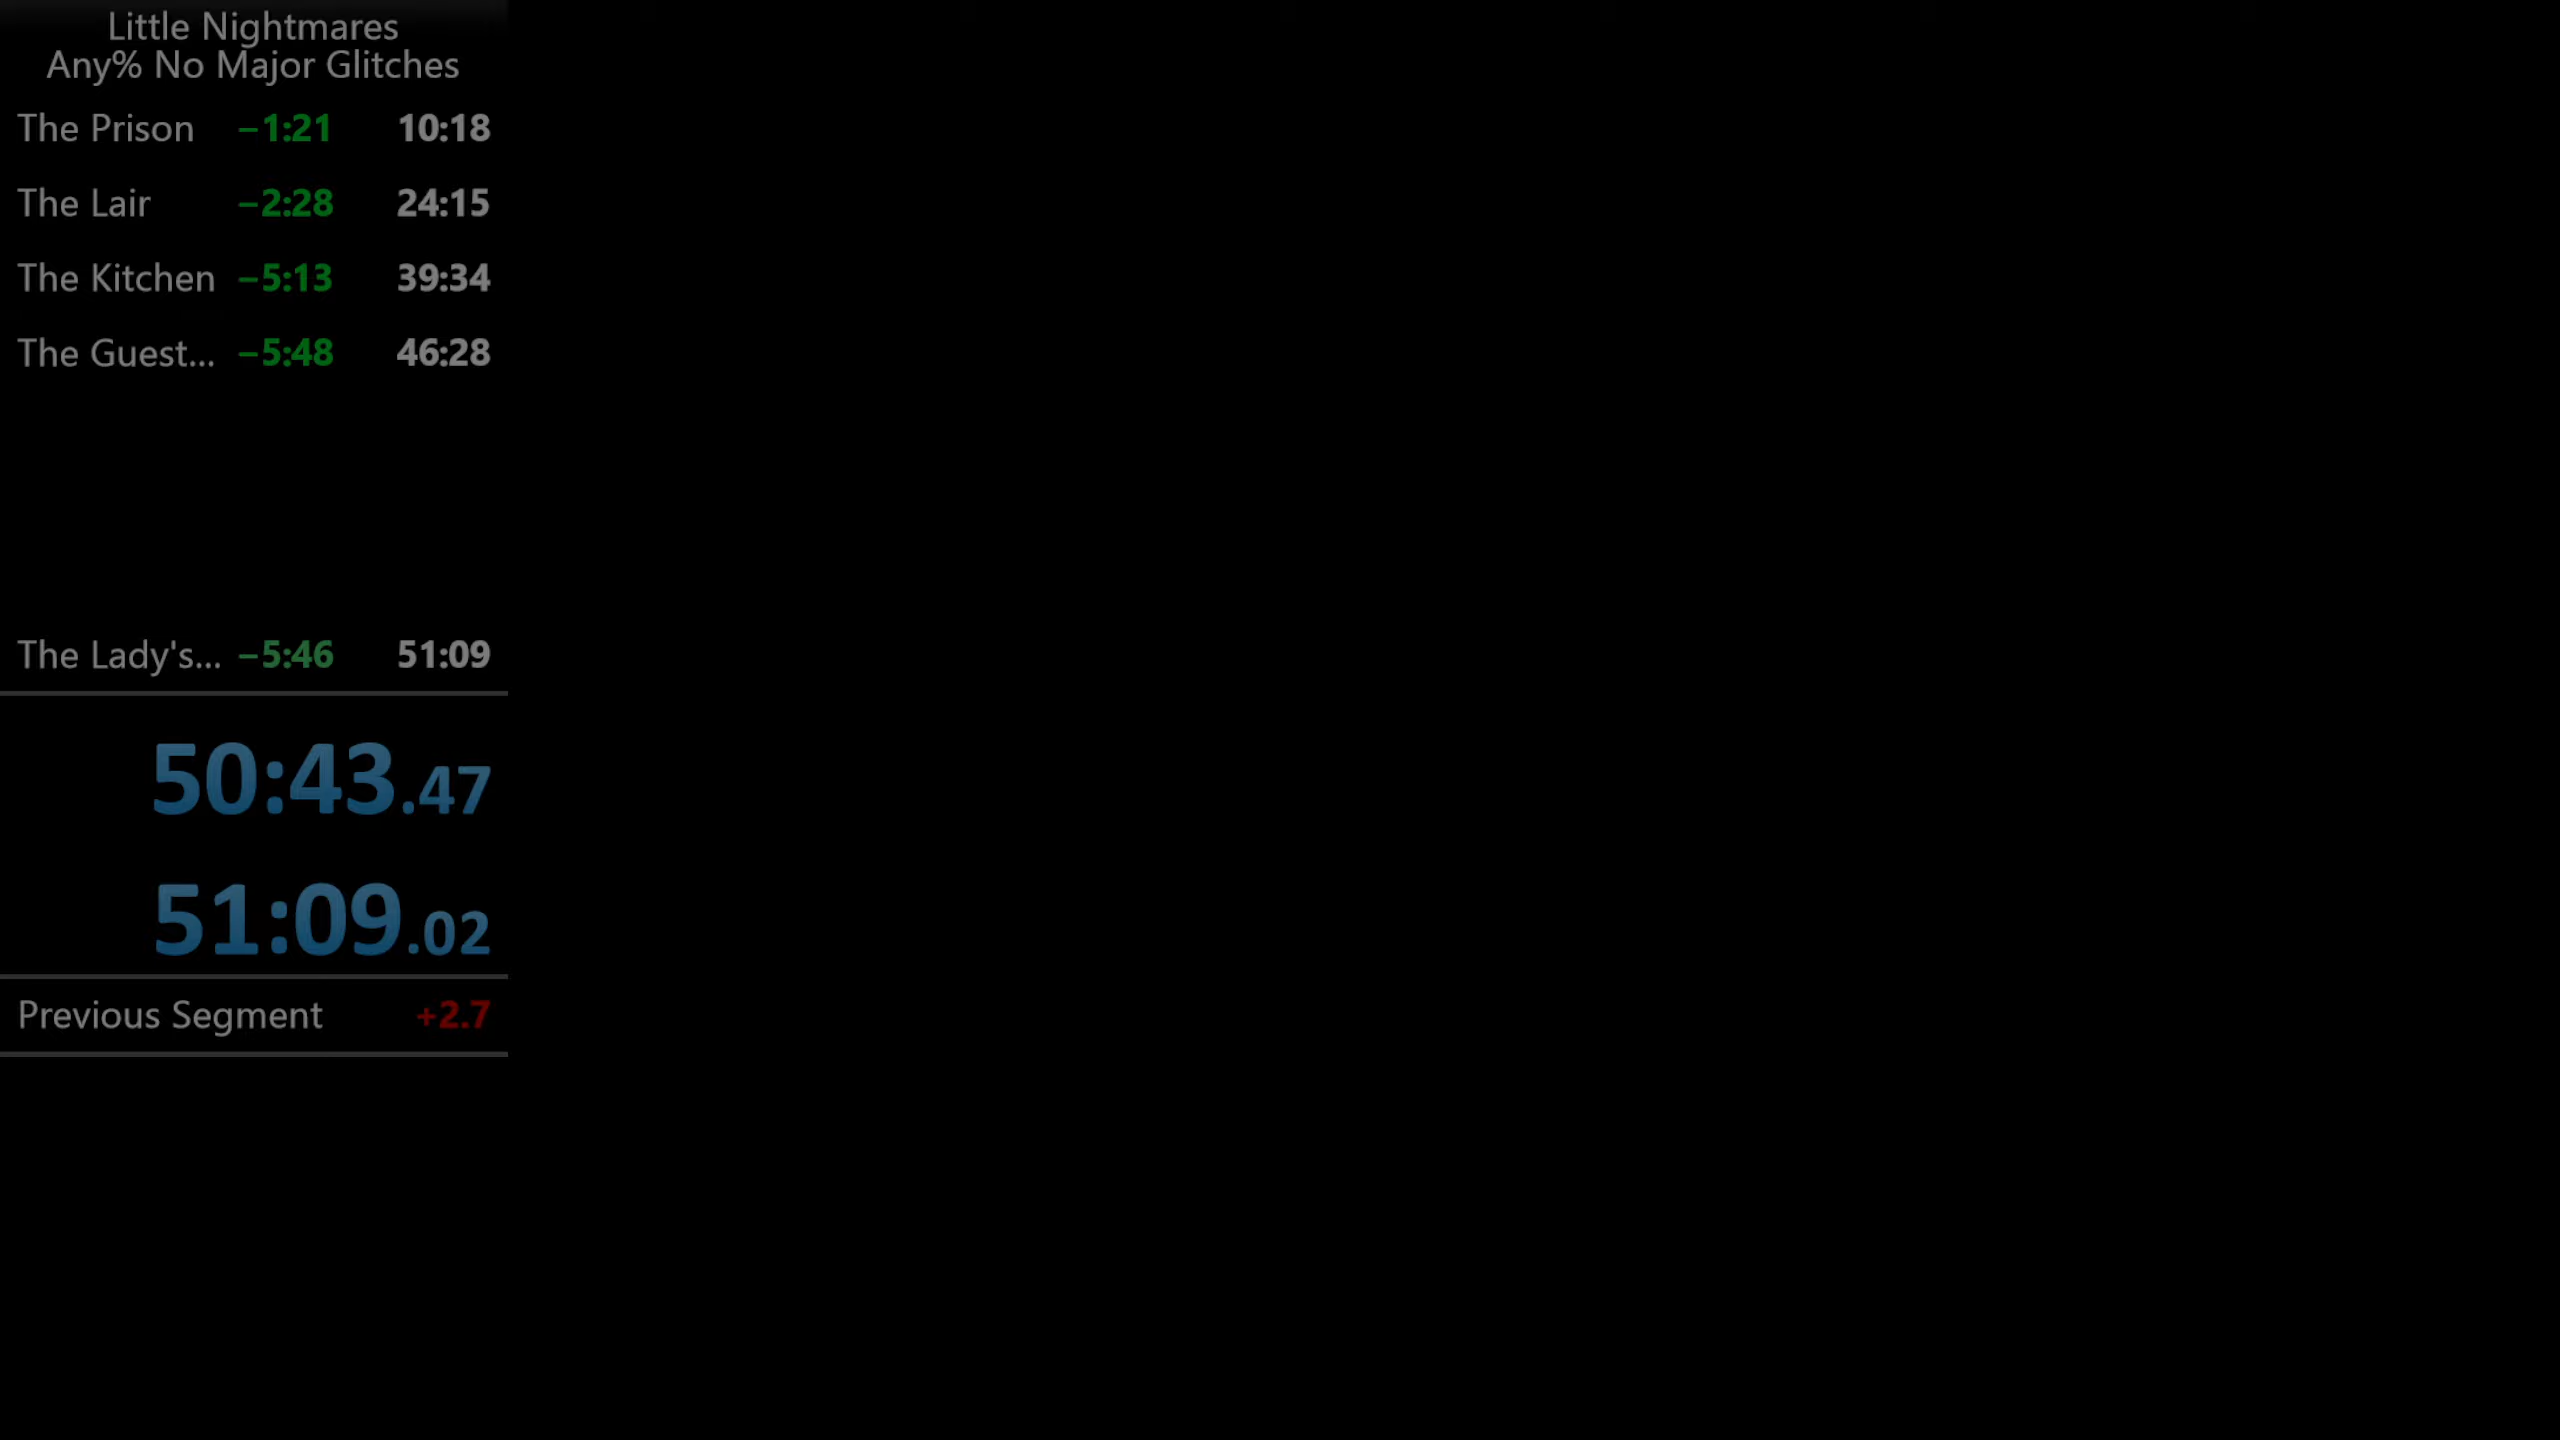 Little Nightmares
Any% No Major Glitches
The Prison −1:21 10:18
The Lair −2:28 24:15
The Kitchen −5:13 39:34
The Guest... −5:48 46:28
The Lady's... −5:46 51:09
50:43.47
51:09.02
Previous Segment +2.7